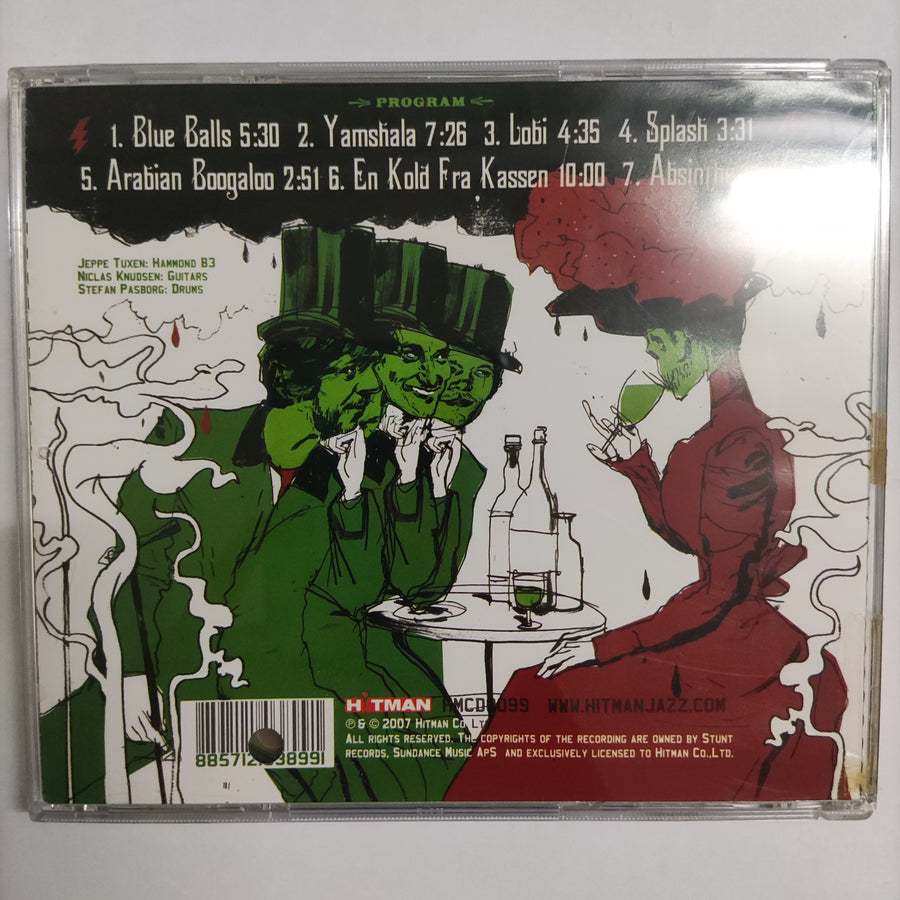 PROGRAM
1. Blue Balls 5:30 2. Yamshala 7:26 3. Lobi 4:35 4. Splash 3:31
5. Arabian Boogaloo 2:51 6. En Kold Fra Kassen 10:00 7. Absinthe
JEPPE TUXEN: HAMMOND B3
NICLAS KNUDSEN: GUITARS
STEFAN PASBORG: DRUMS
HITMAN WWW.HITMANJAZZ.COM
℗ & © 2007 HITMAN CO. LT
ALL RIGHTS RESERVED. THE COPYRIGHTS OF THE RECORDING ARE OWNED BY STUNT
RECORDS, SUNDANCE MUSIC APS AND EXCLUSIVELY LICENSED TO HITMAN CO.,LTD.